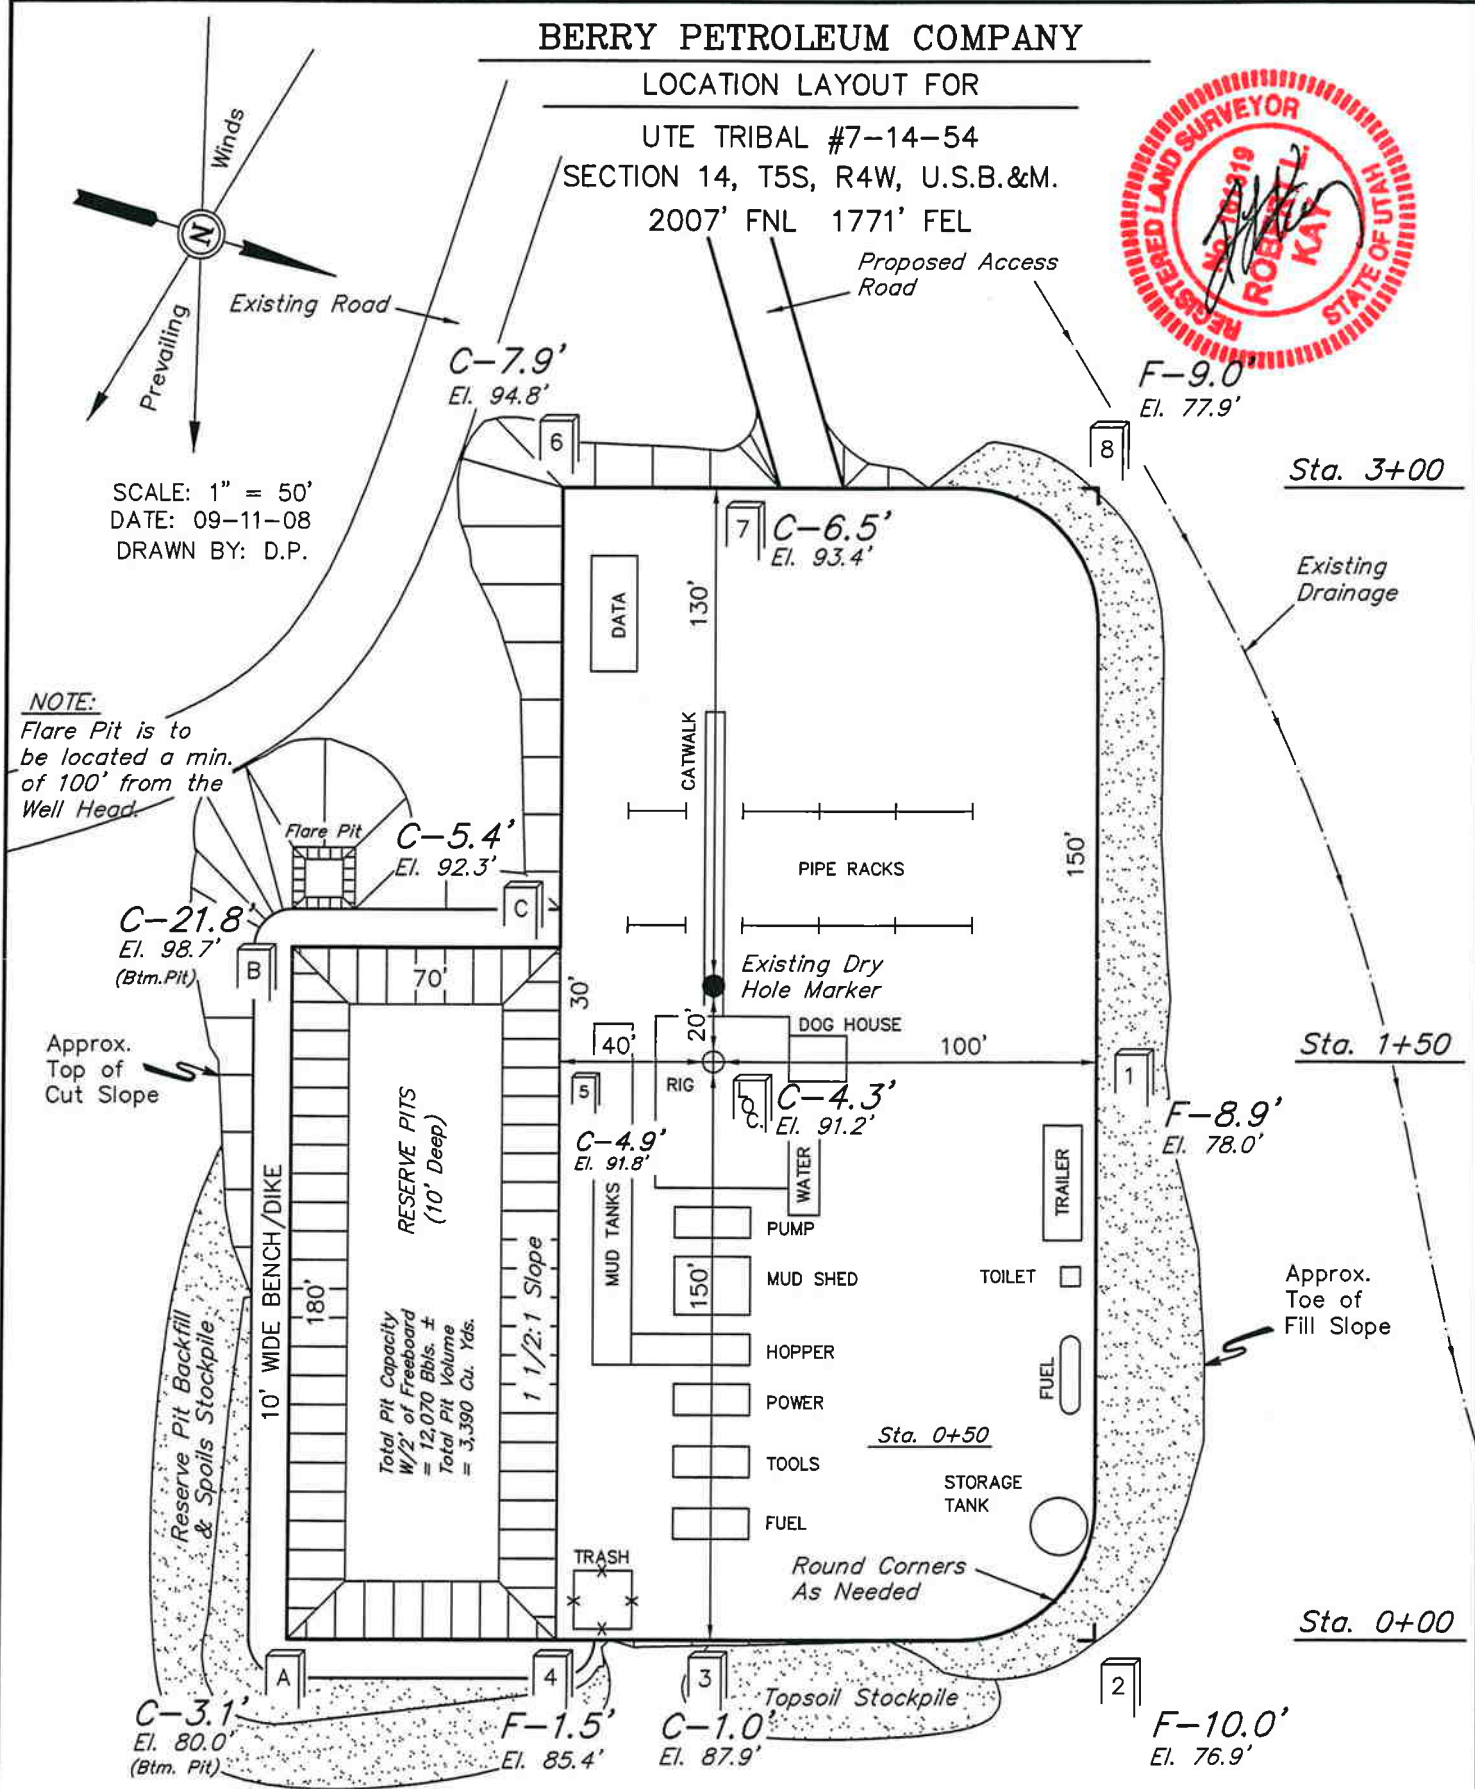 BERRY PETROLEUM COMPANY
LOCATION LAYOUT FOR
UTE TRIBAL #7-14-54
SECTION 14, T5S, R4W, U.S.B.&M.
2007' FNL 1771' FEL
REGISTERED LAND SURVEYOR
ROBERT L.
KAY
STATE OF UTAH
Winds
N
Prevailing
Existing Road
Proposed Access
Road
SCALE: 1" = 50'
DATE: 09-11-08
DRAWN BY: D.P.
C-7.9'
El. 94.8'
6
F-9.0'
El. 77.9'
8
Sta. 3+00
7
C-6.5'
El. 93.4'
DATA
130'
Existing
Drainage
NOTE:
Flare Pit is to
be located a min.
of 100' from the
Well Head.
CATWALK
PIPE RACKS
150'
Flare Pit
C-5.4'
El. 92.3'
C
C-21.8'
El. 98.7'
(Btm.Pit)
B
70'
30'
Existing Dry
Hole Marker
20'
DOG HOUSE
40'
100'
Sta. 1+50
Approx.
Top of
Cut Slope
5
RIG
LOC.
C-4.3'
El. 91.2'
1
F-8.9'
El. 78.0'
C-4.9'
El. 91.8'
RESERVE PITS
(10' Deep)
MUD TANKS
WATER
TRAILER
PUMP
MUD SHED
150'
TOILET
HOPPER
POWER
FUEL
TOOLS
FUEL
Sta. 0+50
STORAGE
TANK
Approx.
Toe of
Fill Slope
10' WIDE BENCH/DIKE
180'
1 1/2:1 Slope
Total Pit Capacity
W/2' of Freeboard
= 12,070 Bbls. ±
Total Pit Volume
= 3,390 Cu. Yds.
Reserve Pit Backfill
& Spoils Stockpile
TRASH
Round Corners
As Needed
Sta. 0+00
A
C-3.1'
El. 80.0'
(Btm. Pit)
4
F-1.5'
El. 85.4'
3
C-1.0'
El. 87.9'
Topsoil Stockpile
2
F-10.0'
El. 76.9'